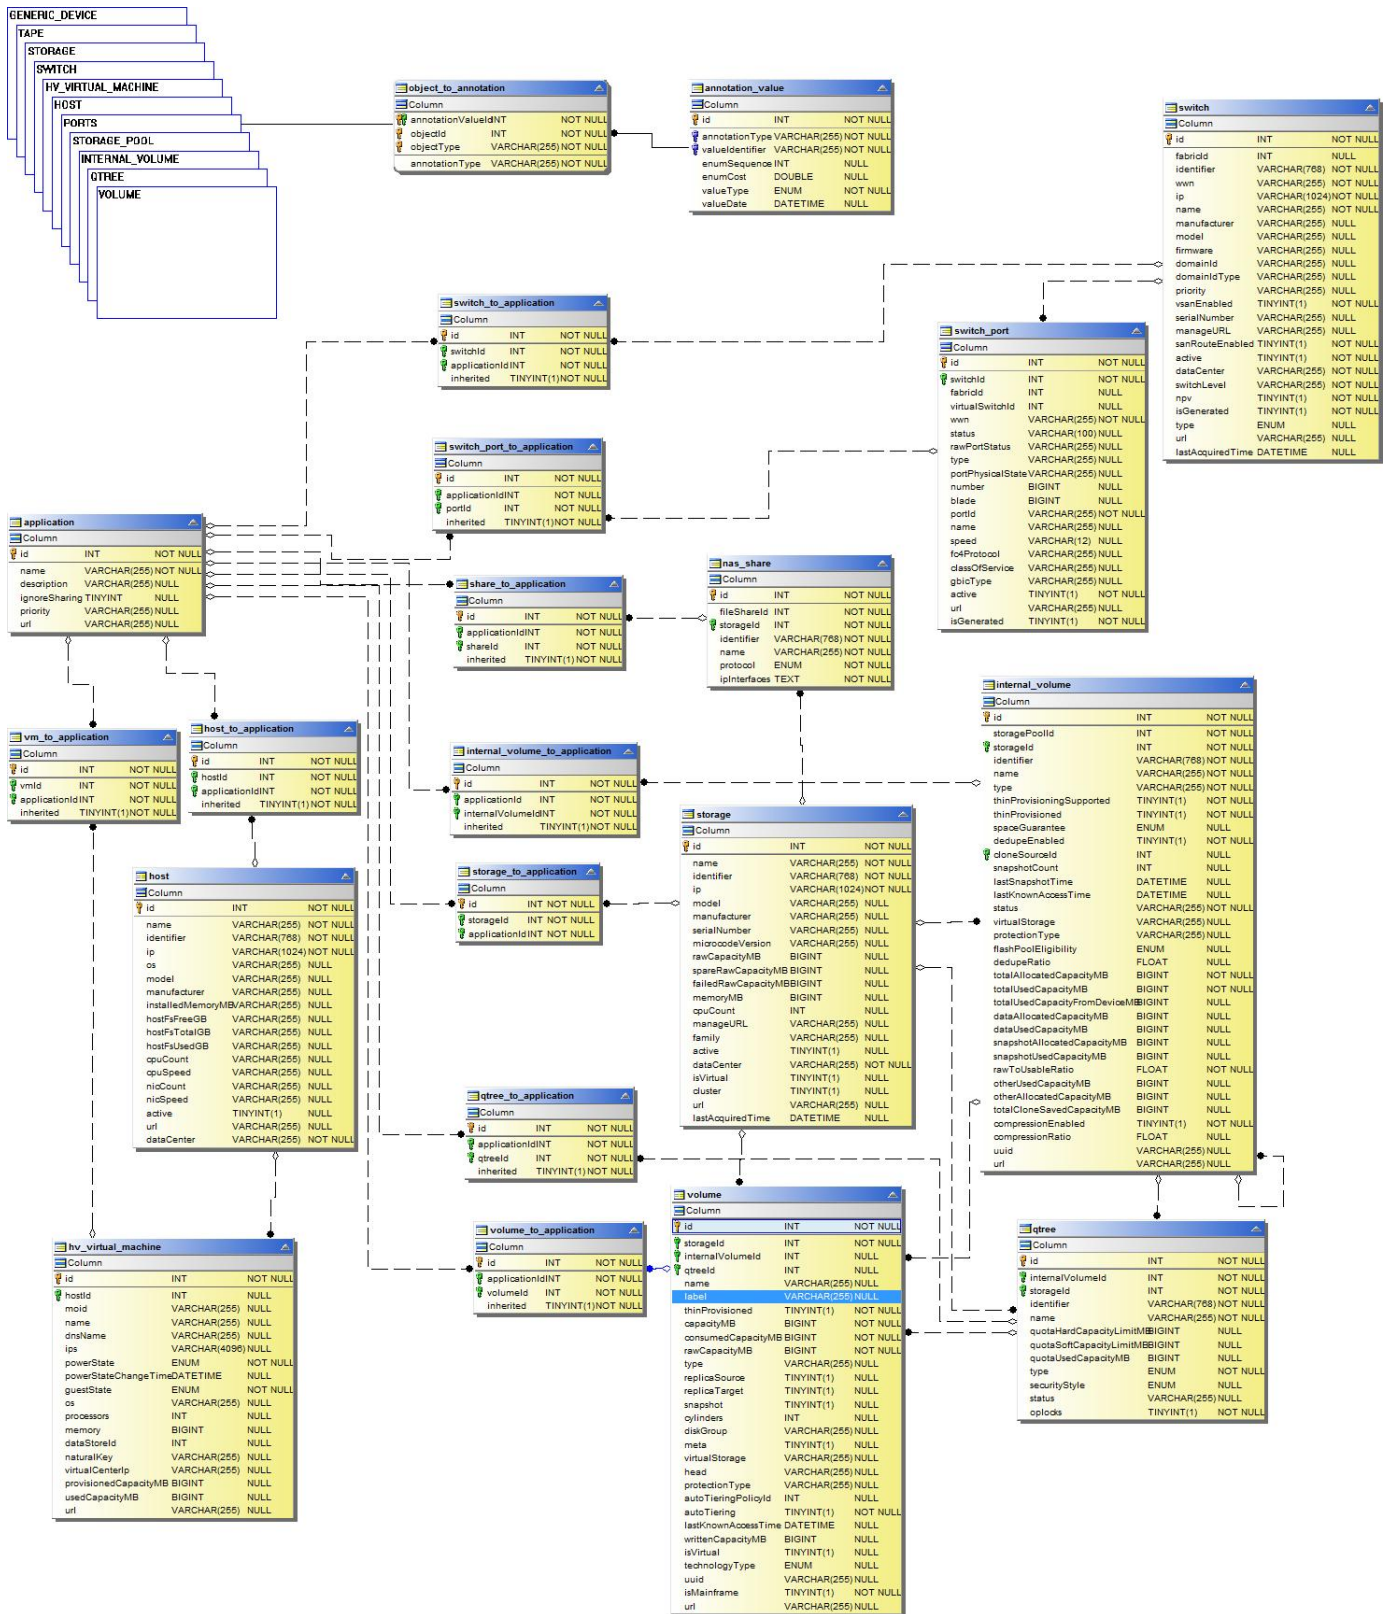 GENERIC_DEVICE
TAPE
STORAGE
SWITCH
HV_VIRTUAL_MACHINE
HOST
PORTS
STORAGE_POOL
INTERNAL_VOLUME
QTREE
VOLUME
object_to_annotation
Column
annotationValueId INT NOT NULL
objectId INT NOT NULL
objectType VARCHAR(255) NOT NULL
annotationType VARCHAR(255) NOT NULL
annotation_value
Column
id INT NOT NULL
annotationType VARCHAR(255) NOT NULL
valueIdentifier VARCHAR(255) NOT NULL
enumSequence INT NULL
enumCost DOUBLE NULL
valueType ENUM NOT NULL
valueDate DATETIME NULL
switch
Column
id INT NOT NULL
fabricId INT NULL
identifier VARCHAR(768) NOT NULL
wwn VARCHAR(255) NOT NULL
ip VARCHAR(1024) NOT NULL
name VARCHAR(255) NOT NULL
manufacturer VARCHAR(255) NULL
model VARCHAR(255) NULL
firmware VARCHAR(255) NULL
domainId VARCHAR(255) NULL
domainIdType VARCHAR(255) NULL
priority VARCHAR(255) NULL
vsanEnabled TINYINT(1) NOT NULL
serialNumber VARCHAR(255) NULL
manageURL VARCHAR(255) NULL
sanRouteEnabled TINYINT(1) NOT NULL
active TINYINT(1) NOT NULL
dataCenter VARCHAR(255) NOT NULL
switchLevel VARCHAR(255) NOT NULL
npv TINYINT(1) NOT NULL
isGenerated TINYINT(1) NOT NULL
type ENUM NULL
url VARCHAR(255) NULL
lastAcquiredTime DATETIME NULL
switch_to_application
Column
id INT NOT NULL
switchId INT NOT NULL
applicationId INT NOT NULL
inherited TINYINT(1) NOT NULL
switch_port
Column
id INT NOT NULL
switchId INT NOT NULL
fabricId INT NULL
virtualSwitchId INT NULL
wwn VARCHAR(255) NOT NULL
status VARCHAR(100) NULL
rawPortStatus VARCHAR(255) NULL
type VARCHAR(255) NULL
portPhysicalState VARCHAR(255) NULL
number BIGINT NULL
blade BIGINT NULL
portId VARCHAR(255) NOT NULL
name VARCHAR(255) NULL
speed VARCHAR(12) NULL
fc4Protocol VARCHAR(255) NULL
classOfService VARCHAR(255) NULL
gbicType VARCHAR(255) NULL
active TINYINT(1) NOT NULL
url VARCHAR(255) NULL
isGenerated TINYINT(1) NOT NULL
switch_port_to_application
Column
id INT NOT NULL
applicationId INT NOT NULL
portId INT NOT NULL
inherited TINYINT(1) NOT NULL
application
Column
id INT NOT NULL
name VARCHAR(255) NOT NULL
description VARCHAR(255) NULL
ignoreSharing TINYINT NULL
priority VARCHAR(255) NULL
url VARCHAR(255) NULL
share_to_application
Column
id INT NOT NULL
applicationId INT NOT NULL
shareId INT NOT NULL
inherited TINYINT(1) NOT NULL
nas_share
Column
id INT NOT NULL
fileShareId INT NOT NULL
storageId INT NOT NULL
identifier VARCHAR(768) NOT NULL
name VARCHAR(255) NOT NULL
protocol ENUM NOT NULL
ipInterfaces TEXT NOT NULL
vm_to_application
Column
id INT NOT NULL
vmId INT NOT NULL
applicationId INT NOT NULL
inherited TINYINT(1) NOT NULL
host_to_application
Column
id INT NOT NULL
hostId INT NOT NULL
applicationId INT NOT NULL
inherited TINYINT(1) NOT NULL
internal_volume_to_application
Column
id INT NOT NULL
applicationId INT NOT NULL
internalVolumeId INT NOT NULL
inherited TINYINT(1) NOT NULL
internal_volume
Column
id INT NOT NULL
storagePoolId INT NOT NULL
storageId INT NOT NULL
identifier VARCHAR(768) NOT NULL
name VARCHAR(255) NOT NULL
type VARCHAR(255) NOT NULL
thinProvisioningSupported TINYINT(1) NOT NULL
thinProvisioned TINYINT(1) NOT NULL
spaceGuarantee ENUM NULL
dedupeEnabled TINYINT(1) NOT NULL
cloneSourceId INT NULL
snapshotCount INT NULL
lastSnapshotTime DATETIME NULL
lastKnownAccessTime DATETIME NULL
status VARCHAR(255) NOT NULL
virtualStorage VARCHAR(255) NULL
protectionType VARCHAR(255) NULL
flashPoolEligibility ENUM NULL
dedupeRatio FLOAT NULL
totalAllocatedCapacityMB BIGINT NOT NULL
totalUsedCapacityMB BIGINT NOT NULL
totalUsedCapacityFromDeviceMB BIGINT NULL
dataAllocatedCapacityMB BIGINT NULL
dataUsedCapacityMB BIGINT NULL
snapshotAllocatedCapacityMB BIGINT NULL
snapshotUsedCapacityMB BIGINT NULL
rawToUsableRatio FLOAT NOT NULL
otherUsedCapacityMB BIGINT NULL
otherAllocatedCapacityMB BIGINT NULL
totalCloneSavedCapacityMB BIGINT NULL
compressionEnabled TINYINT(1) NOT NULL
compressionRatio FLOAT NULL
uuid VARCHAR(255) NULL
url VARCHAR(255) NULL
storage
Column
id INT NOT NULL
name VARCHAR(255) NOT NULL
identifier VARCHAR(768) NOT NULL
ip VARCHAR(1024) NOT NULL
model VARCHAR(255) NULL
manufacturer VARCHAR(255) NULL
serialNumber VARCHAR(255) NULL
microcodeVersion VARCHAR(255) NULL
rawCapacityMB BIGINT NULL
spareRawCapacityMB BIGINT NULL
failedRawCapacityMB BIGINT NULL
memoryMB BIGINT NULL
cpuCount INT NULL
manageURL VARCHAR(255) NULL
family VARCHAR(255) NULL
active TINYINT(1) NULL
dataCenter VARCHAR(255) NOT NULL
isVirtual TINYINT(1) NULL
cluster TINYINT(1) NULL
url VARCHAR(255) NULL
lastAcquiredTime DATETIME NULL
storage_to_application
Column
id INT NOT NULL
storageId INT NOT NULL
applicationId INT NOT NULL
host
Column
id INT NOT NULL
name VARCHAR(255) NOT NULL
identifier VARCHAR(768) NOT NULL
ip VARCHAR(1024) NOT NULL
os VARCHAR(255) NULL
model VARCHAR(255) NULL
manufacturer VARCHAR(255) NULL
installedMemoryMB VARCHAR(255) NULL
hostFsFreeGB VARCHAR(255) NULL
hostFsTotalGB VARCHAR(255) NULL
hostFsUsedGB VARCHAR(255) NULL
cpuCount VARCHAR(255) NULL
cpuSpeed VARCHAR(255) NULL
nicCount VARCHAR(255) NULL
nicSpeed VARCHAR(255) NULL
active TINYINT(1) NULL
url VARCHAR(255) NULL
dataCenter VARCHAR(255) NOT NULL
qtree_to_application
Column
id INT NOT NULL
applicationId INT NOT NULL
qtreeId INT NOT NULL
inherited TINYINT(1) NOT NULL
volume_to_application
Column
id INT NOT NULL
applicationId INT NOT NULL
volumeId INT NOT NULL
inherited TINYINT(1) NOT NULL
volume
Column
id INT NOT NULL
storageId INT NOT NULL
internalVolumeId INT NULL
qtreeId INT NULL
name VARCHAR(255) NULL
label VARCHAR(255) NULL
thinProvisioned TINYINT(1) NOT NULL
capacityMB BIGINT NOT NULL
consumedCapacityMB BIGINT NOT NULL
rawCapacityMB BIGINT NOT NULL
type VARCHAR(255) NULL
replicaSource TINYINT(1) NULL
replicaTarget TINYINT(1) NULL
snapshot TINYINT(1) NULL
cylinders INT NULL
diskGroup VARCHAR(255) NULL
meta TINYINT(1) NULL
virtualStorage VARCHAR(255) NULL
head VARCHAR(255) NULL
protectionType VARCHAR(255) NULL
autoTieringPolicyId INT NULL
autoTiering TINYINT(1) NOT NULL
lastKnownAccessTime DATETIME NULL
writtenCapacityMB BIGINT NULL
isVirtual TINYINT(1) NULL
technologyType ENUM NULL
uuid VARCHAR(255) NULL
isMainframe TINYINT(1) NOT NULL
url VARCHAR(255) NULL
qtree
Column
id INT NOT NULL
internalVolumeId INT NOT NULL
storageId INT NOT NULL
identifier VARCHAR(768) NOT NULL
name VARCHAR(255) NOT NULL
quotaHardCapacityLimitMB BIGINT NULL
quotaSoftCapacityLimitMB BIGINT NULL
quotaUsedCapacityMB BIGINT NULL
type ENUM NOT NULL
securityStyle ENUM NULL
status VARCHAR(255) NULL
oplocks TINYINT(1) NOT NULL
hv_virtual_machine
Column
id INT NOT NULL
hostId INT NULL
moid VARCHAR(255) NULL
name VARCHAR(255) NULL
dnsName VARCHAR(255) NULL
ips VARCHAR(4096) NULL
powerState ENUM NOT NULL
powerStateChangeTime DATETIME NULL
guestState ENUM NOT NULL
os VARCHAR(255) NULL
processors INT NULL
memory BIGINT NULL
dataStoreId INT NULL
naturalKey VARCHAR(255) NULL
virtualCenterIp VARCHAR(255) NULL
provisionedCapacityMB BIGINT NULL
usedCapacityMB BIGINT NULL
url VARCHAR(255) NULL